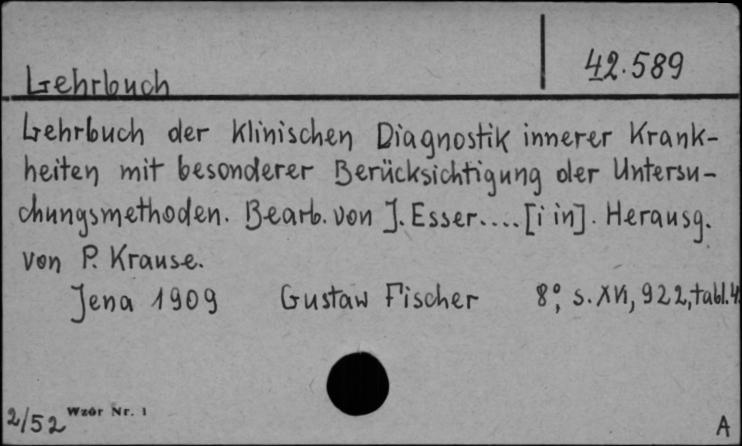 Lehrbuch
42.589
Lehrbuch der klinischen Diagnostik innerer Krank-
heiten mit besonderer Berücksichtigung der Untersu-
chungsmethoden. Bearb. von J. Esser.... [i in]. Herausg.
von P. Krause.
Jena 1909 Gustaw Fischer 8°, s. XVI, 922, tabl. 4
2/52 Wzór Nr. 1
A